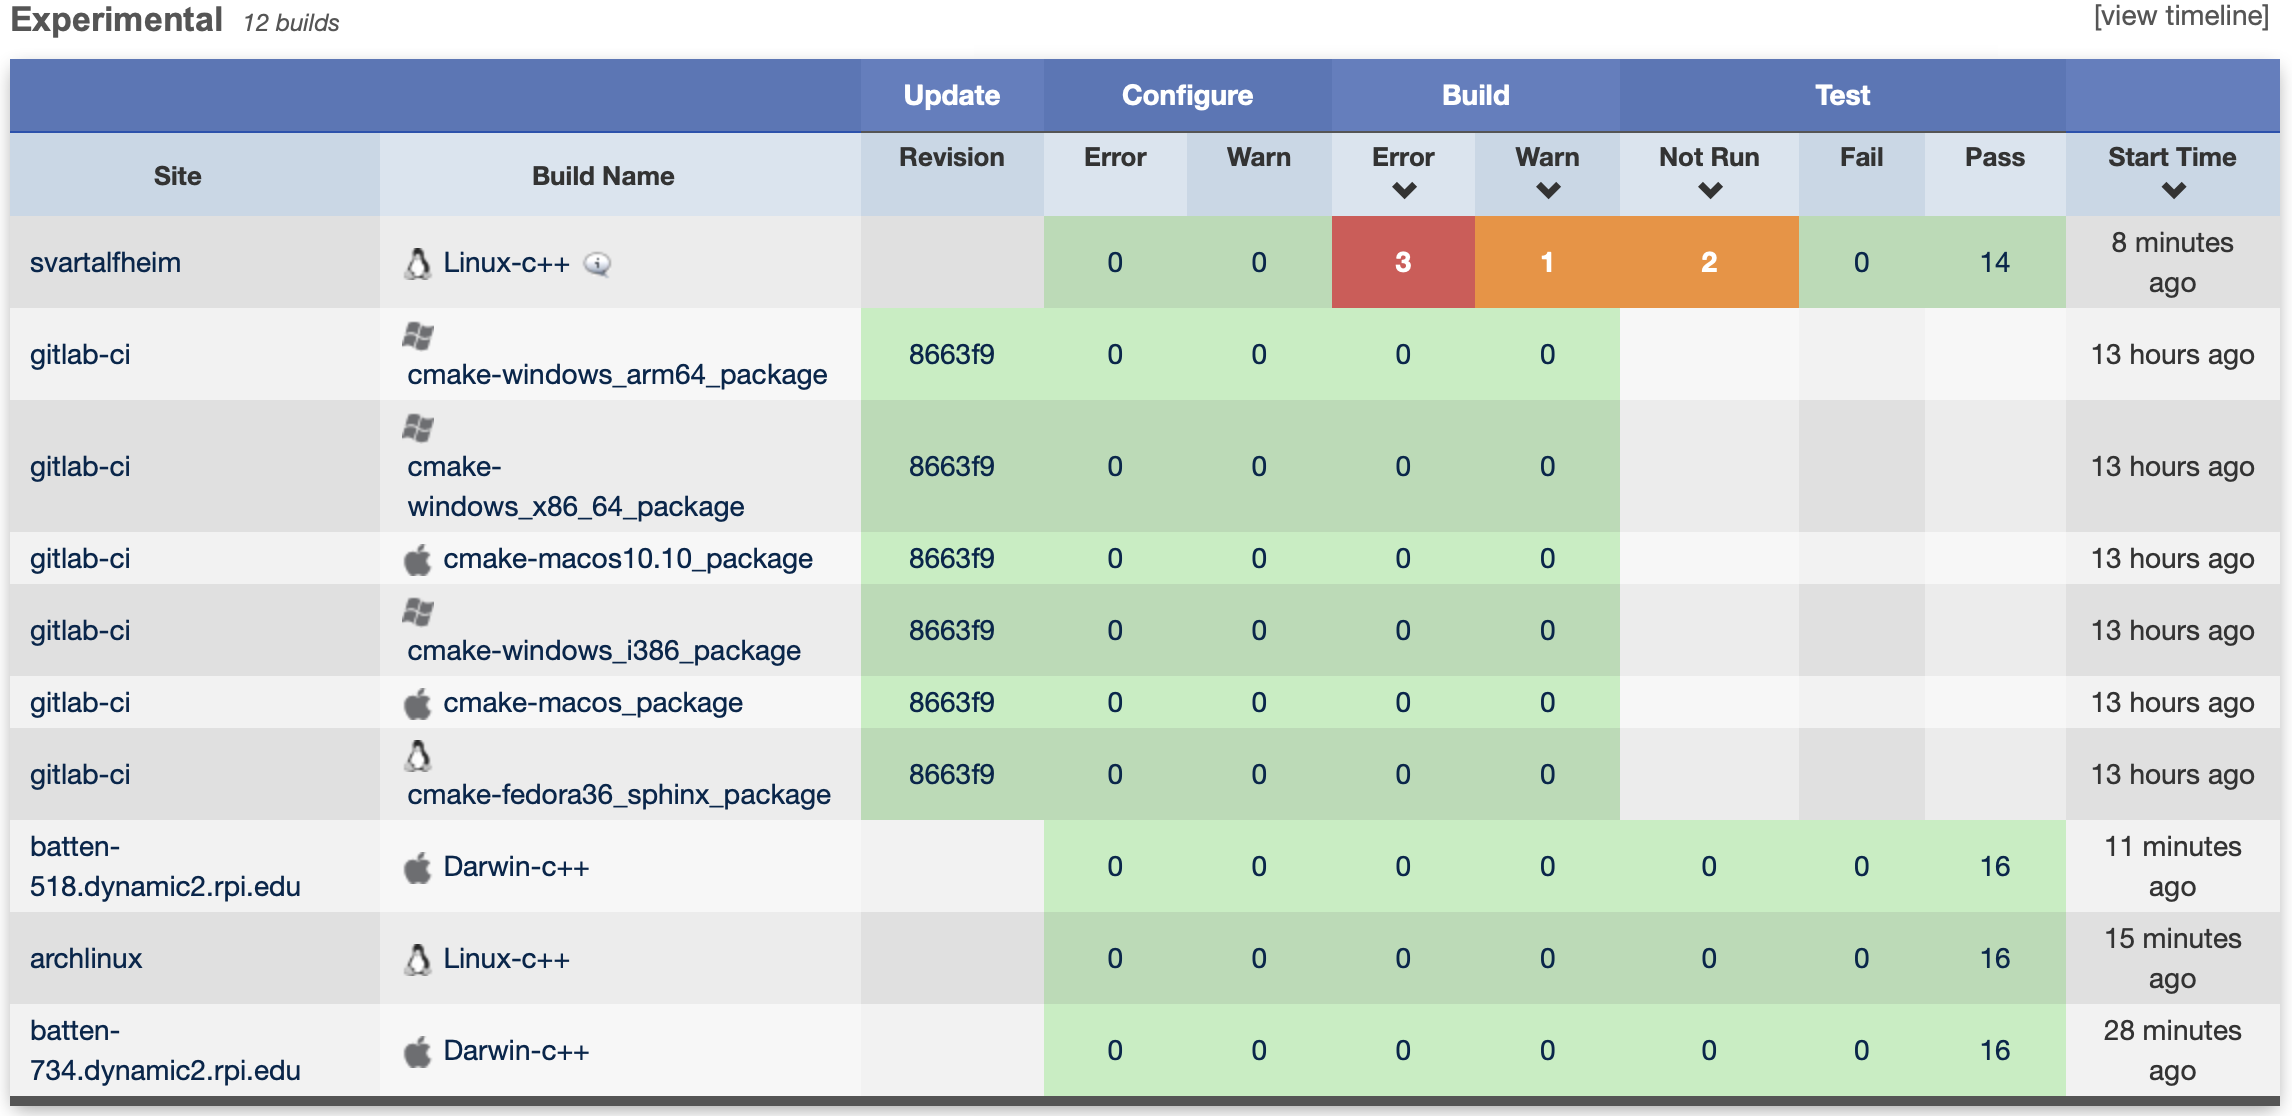 Experimental 12 builds [view timeline]
Update Configure Build Test
Site Build Name Revision Error Warn Error Warn Not Run Fail Pass Start Time
svartalfheim Linux-c++ 0 0 3 1 2 0 14 8 minutes
ago
gitlab-ci cmake-windows_arm64_package 8663f9 0 0 0 0 13 hours ago
gitlab-ci cmake- 8663f9 0 0 0 0 13 hours ago
windows_x86_64_package
gitlab-ci cmake-macos10.10_package 8663f9 0 0 0 0 13 hours ago
gitlab-ci cmake-windows_i386_package 8663f9 0 0 0 0 13 hours ago
gitlab-ci cmake-macos_package 8663f9 0 0 0 0 13 hours ago
gitlab-ci cmake-fedora36_sphinx_package 8663f9 0 0 0 0 13 hours ago
batten- 11 minutes
518.dynamic2.rpi.edu Darwin-c++ 0 0 0 0 0 0 16 ago
archlinux Linux-c++ 0 0 0 0 0 0 16 15 minutes
ago
batten- 28 minutes
734.dynamic2.rpi.edu Darwin-c++ 0 0 0 0 0 0 16 ago